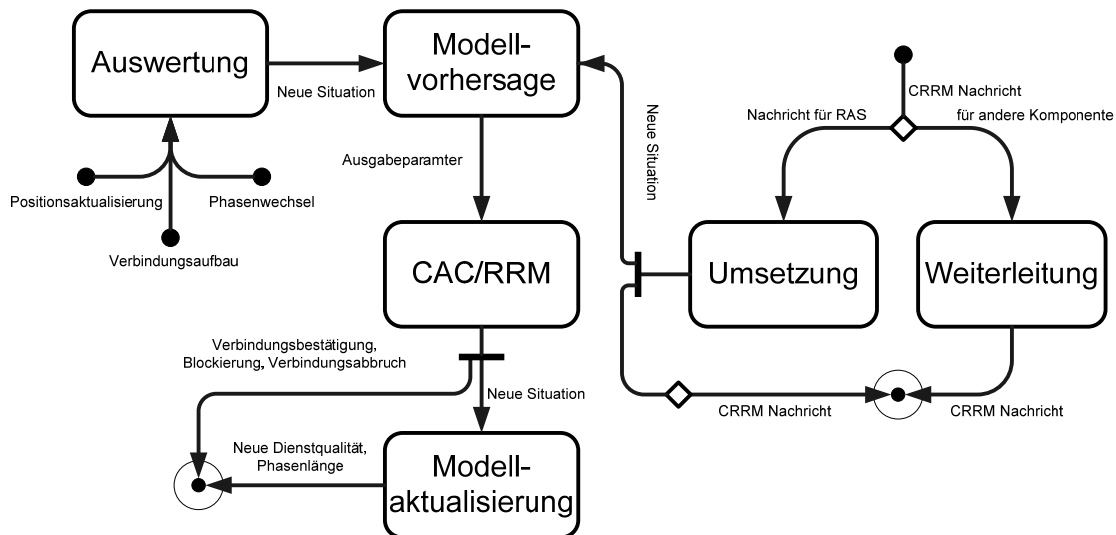 Auswertung
Neue Situation
Modell-
vorhersage
Positionsaktualisierung
Phasenwechsel
Verbindungsaufbau
Ausgabeparamter
CAC/RRM
Verbindungsbestätigung,
Blockierung, Verbindungsabbruch
Neue Situation
Neue Dienstqualität,
Phasenlänge
Modell-
aktualisierung
CRRM Nachricht
Nachricht für RAS
für andere Komponente
Neue Situation
Umsetzung
Weiterleitung
CRRM Nachricht
CRRM Nachricht